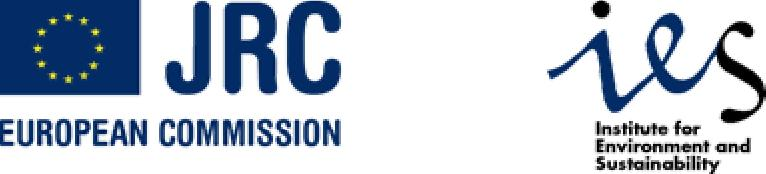 JRC
EUROPEAN COMMISSION
ies
Institute for
Environment and
Sustainability